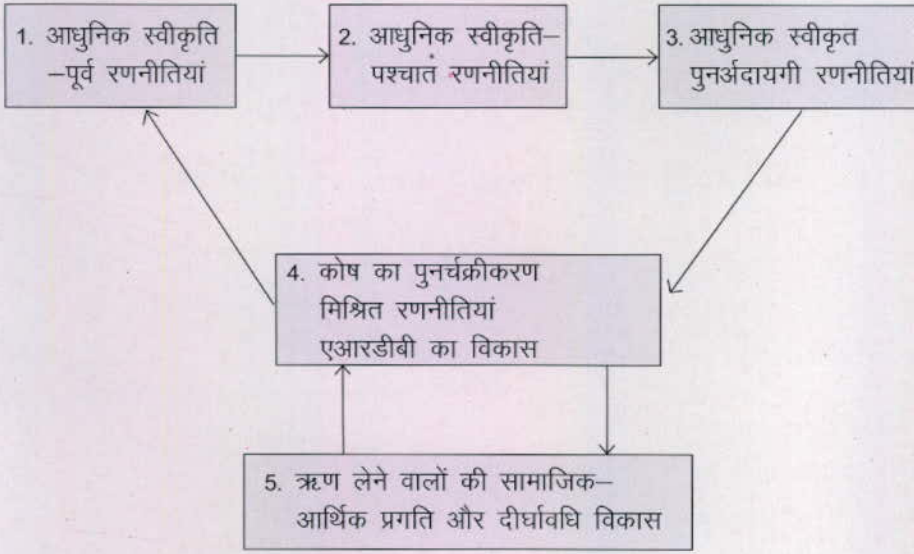 1. आधुनिक स्वीकृति
–पूर्व रणनीतियां
2. आधुनिक स्वीकृति–
पश्चात रणनीतियां
3. आधुनिक स्वीकृत
पुनर्अदायगी रणनीतियां
4. कोष का पुनर्चक्रीकरण
मिश्रित रणनीतियां
एआरडीबी का विकास
5. ऋण लेने वालों की सामाजिक–
आर्थिक प्रगति और दीर्घावधि विकास